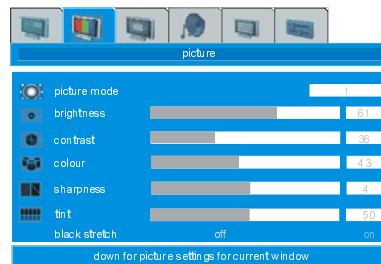 picture
picture mode 1
brightness 61
contrast 36
colour 43
sharpness 4
tint 50
black stretch off on
down for picture settings for current window